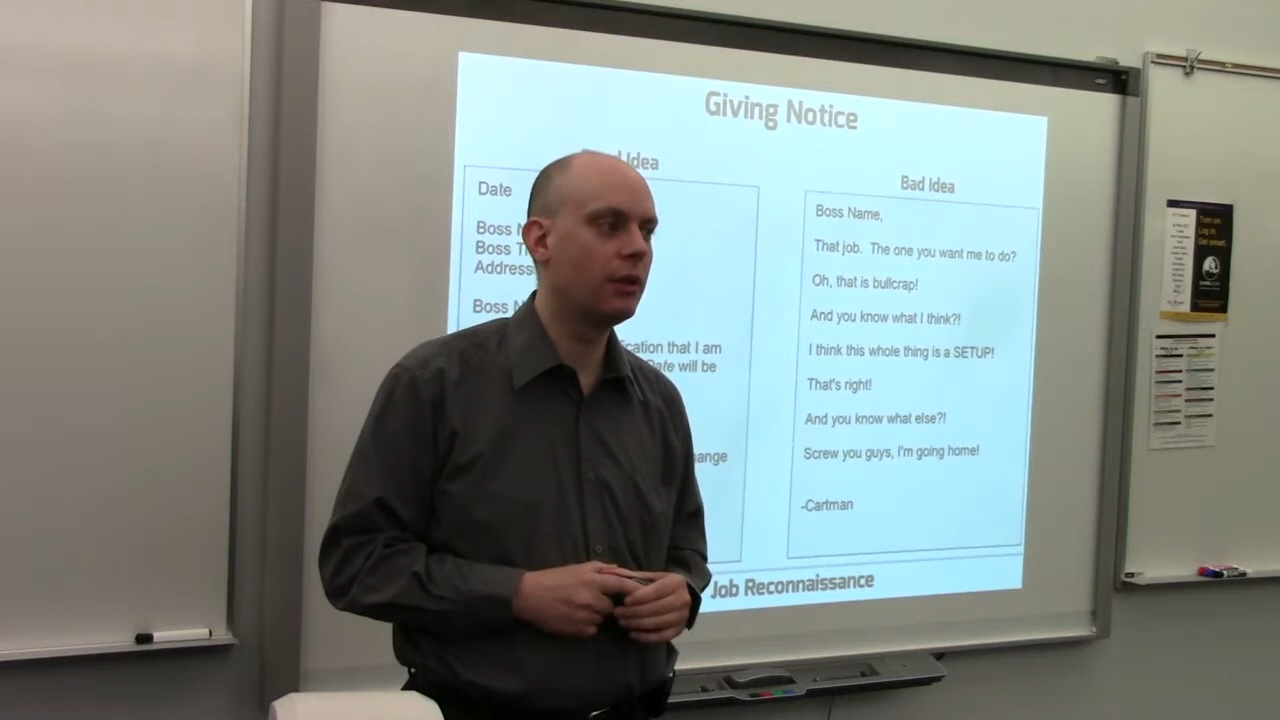 Giving Notice
Idea
Date
Boss
Boss
Address
Boss
ication that I am
Date will be
hange
Bad Idea
Boss Name,
That job. The one you want me to do?
Oh, that is bullcrap!
And you know what I think?!
I think this whole thing is a SETUP!
That's right!
And you know what else?!
Screw you guys, I'm going home!
-Cartman
Job Reconnaissance
Turn on.
Log in.
Get smart.